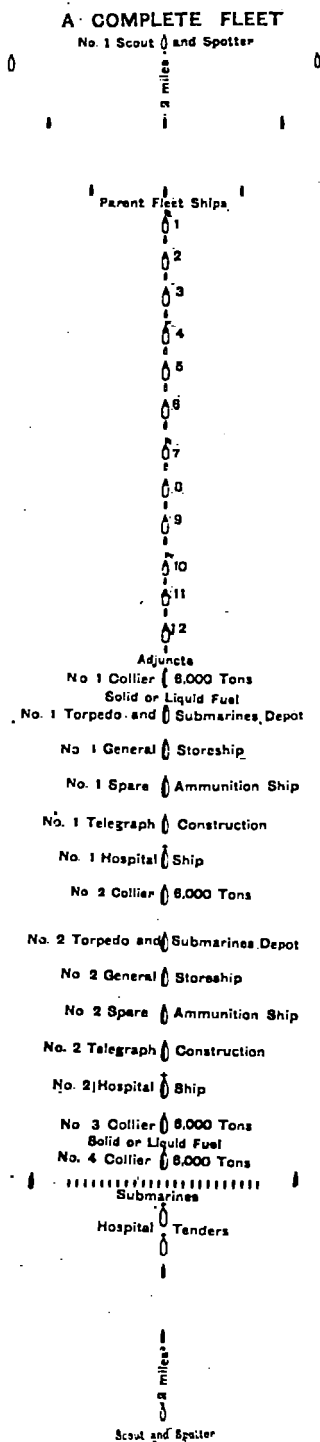 A COMPLETE FLEET
No. 1 Scout and Spotter
2 miles
Parent Fleet Ships
1
2
3
4
5
6
7
8
9
10
11
12
Adjuncts
No 1 Collier 6,000 Tons
Solid or Liquid Fuel
No. 1 Torpedo and Submarines Depot
No 1 General Storeship
No. 1 Spare Ammunition Ship
No. 1 Telegraph Construction
No. 1 Hospital Ship
No 2 Collier 6,000 Tons
No. 2 Torpedo and Submarines Depot
No 2 General Storeship
No 2 Spare Ammunition Ship
No. 2 Telegraph Construction
No. 2 Hospital Ship
No 3 Collier 6,000 Tons
Solid or Liquid Fuel
No. 4 Collier 6,000 Tons
Submarines
Hospital Tenders
2 miles
Scout and Spotter